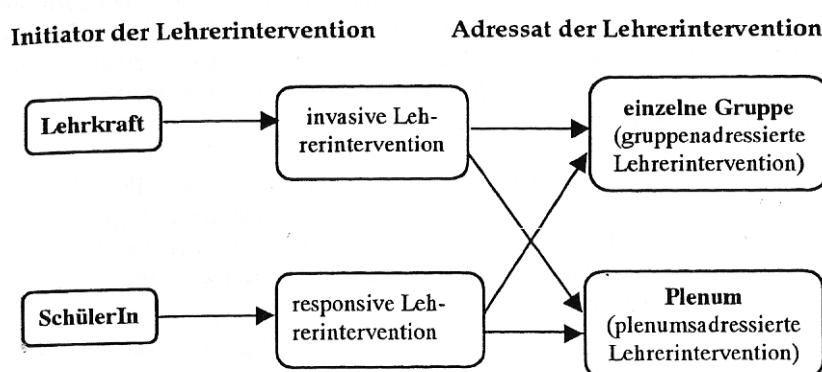 Initiator der Lehrerintervention
Adressat der Lehrerintervention
Lehrkraft
invasive Leh-
rerintervention
einzelne Gruppe
(gruppenadressierte
Lehrerintervention)
SchülerIn
responsive Leh-
rerintervention
Plenum
(plenumsadressierte
Lehrerintervention)